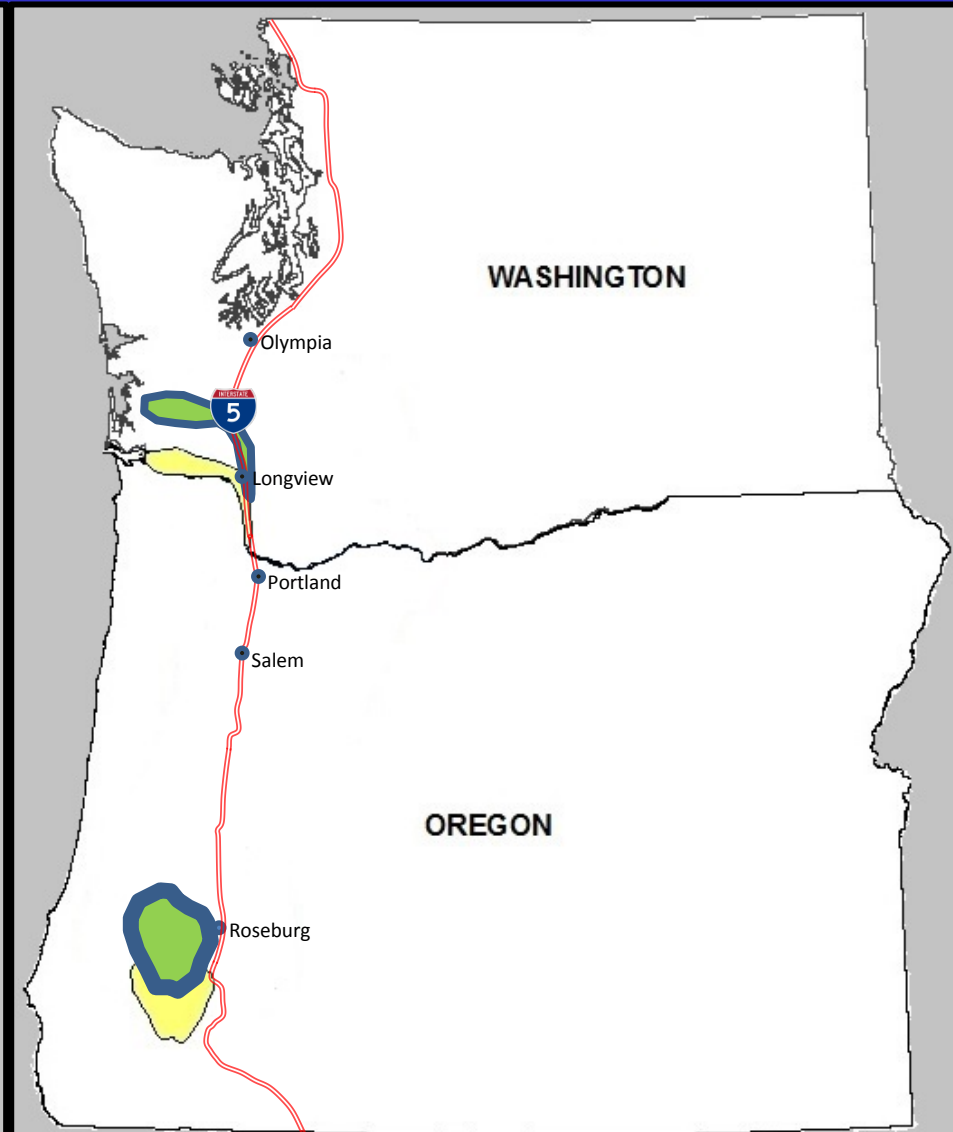 WASHINGTON
Olympia
INTERSTATE
5
Longview
Portland
Salem
OREGON
Roseburg